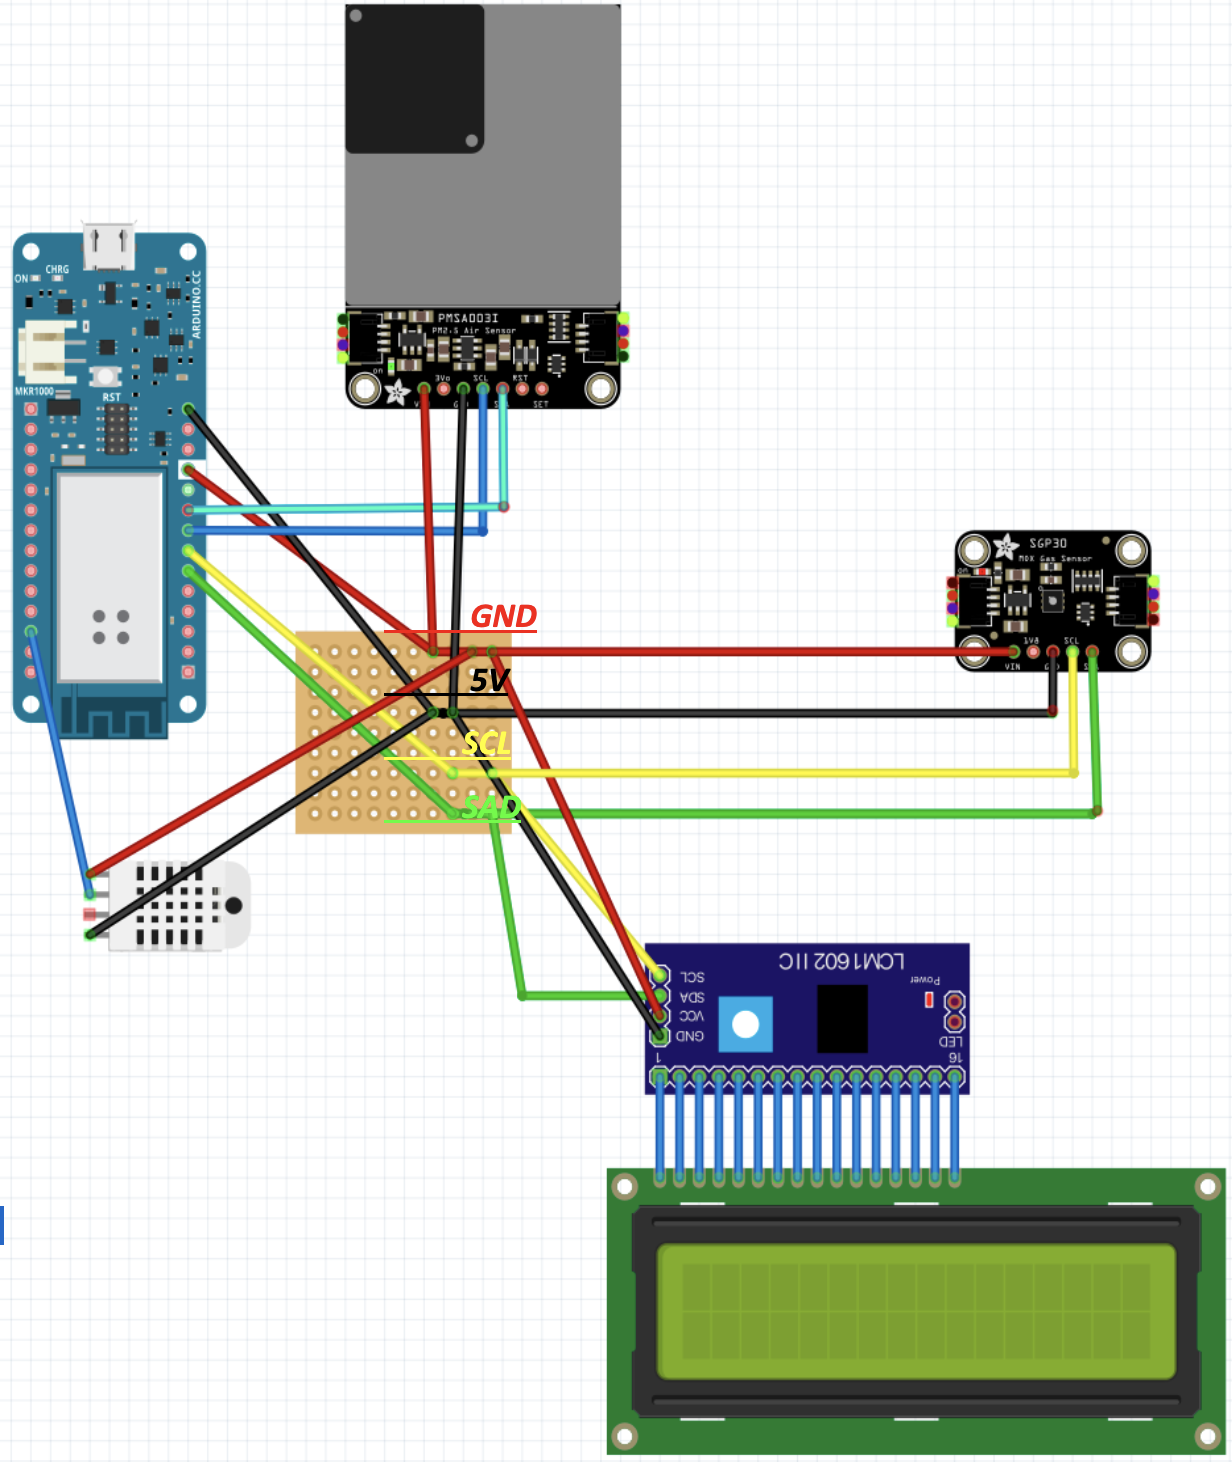 PMSA003I
PM2.5 Air Sensor
on
3Vo
SCL
RST
SET
CHRG
ON
ARDUINO.CC
MKR1000
RST
SGP30
MOX Gas Sensor
on
1V8
SCL
VIN
GND
5V
SCL
SAD
LCM1602 IIC
SCL
SDA
VCC
GND
Power
LED
1
16